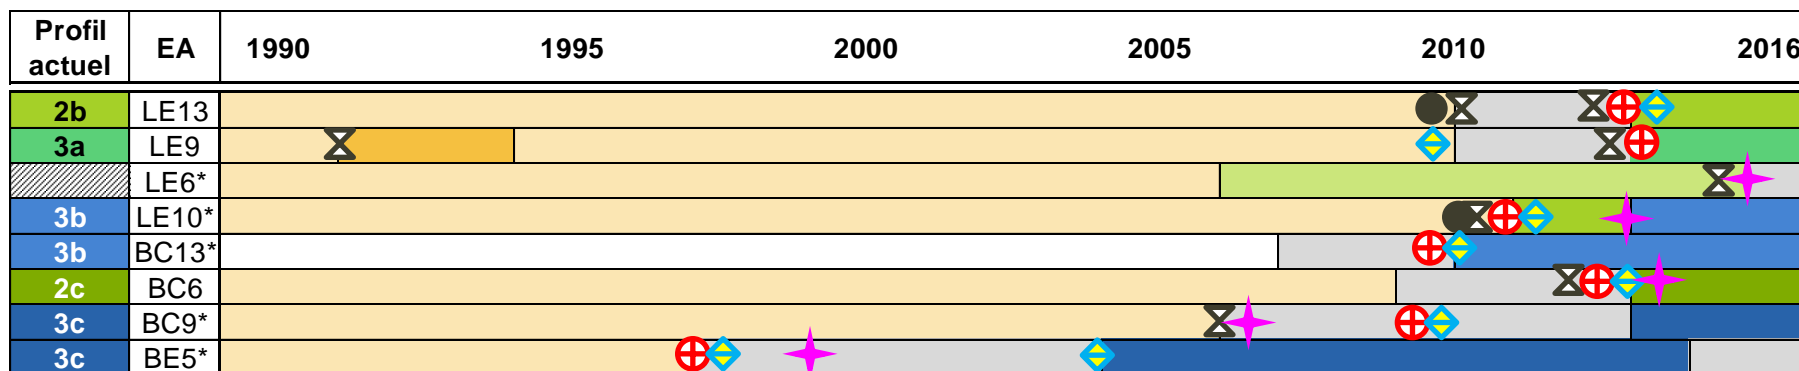 Profil actuel EA 1990 1995 2000 2005 2010 2016
2b LE13
3a LE9
LE6*
3b LE10*
3b BC13*
2c BC6
3c BC9*
3c BE5*